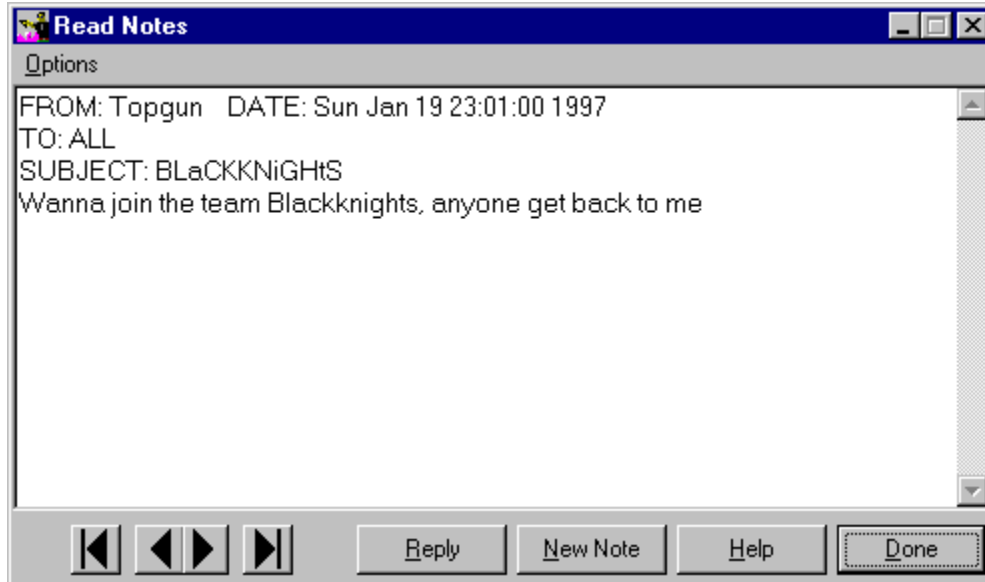 Read Notes
Options
FROM: Topgun DATE: Sun Jan 19 23:01:00 1997
TO: ALL
SUBJECT: BLaCKKNiGHtS
Wanna join the team Blackknights, anyone get back to me
Reply New Note Help Done